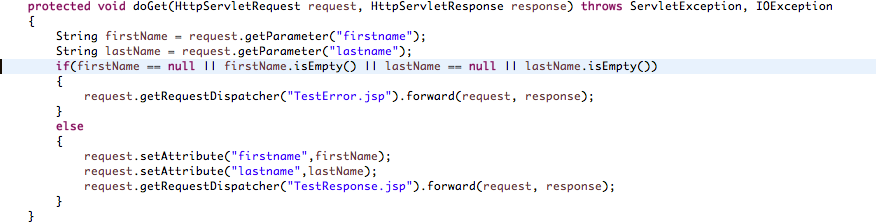 protected void doGet(HttpServletRequest request, HttpServletResponse response) throws ServletException, IOException
{
    String firstName = request.getParameter("firstname");
    String lastName = request.getParameter("lastname");
    if(firstName == null || firstName.isEmpty() || lastName == null || lastName.isEmpty())
    {
        request.getRequestDispatcher("TestError.jsp").forward(request, response);
    }
    else
    {
        request.setAttribute("firstname",firstName);
        request.setAttribute("lastname",lastName);
        request.getRequestDispatcher("TestResponse.jsp").forward(request, response);
    }
}